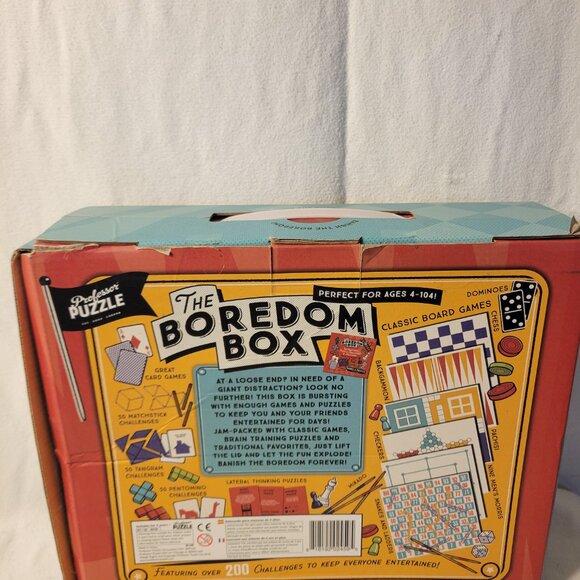 BANISH THE BOREDOM!
Professor
PUZZLE
THE
BOREDOM
BOX
PERFECT FOR AGES 4-104!
DOMINOES
CLASSIC BOARD GAMES
CHESS
BACKGAMMON
PACHISI
CHECKERS
NINE MEN'S MORRIS
SNAKES AND LADDERS
MIKADO
GREAT
CARD GAMES
50 MATCHSTICK
CHALLENGES
50 TANGRAM
CHALLENGES
50 PENTOMINO
CHALLENGES
LATERAL THINKING PUZZLES
AT A LOOSE END? IN NEED OF A
GIANT DISTRACTION? LOOK NO
FURTHER! THIS BOX IS BURSTING
WITH ENOUGH GAMES AND PUZZLES
TO KEEP YOU AND YOUR FRIENDS
ENTERTAINED FOR DAYS!
JAM-PACKED WITH CLASSIC GAMES,
BRAIN TRAINING PUZZLES AND
TRADITIONAL FAVORITES, JUST LIFT
THE LID AND LET THE FUN EXPLODE!
BANISH THE BOREDOM FOREVER!
PUZZLE
CE
FEATURING OVER 200 CHALLENGES TO KEEP EVERYONE ENTERTAINED!